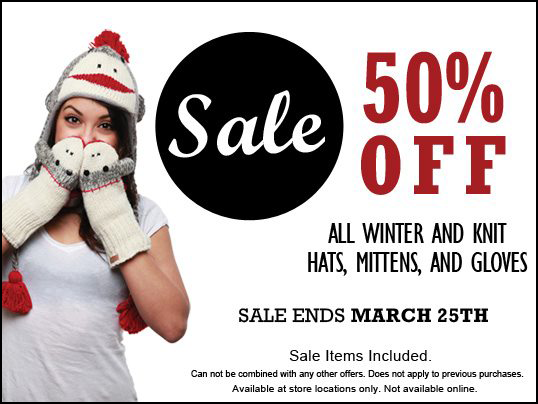 Sale
50%
OFF
ALL WINTER AND KNIT
HATS, MITTENS, AND GLOVES
SALE ENDS MARCH 25TH
Sale Items Included.
Can not be combined with any other offers. Does not apply to previous purchases.
Available at store locations only. Not available online.